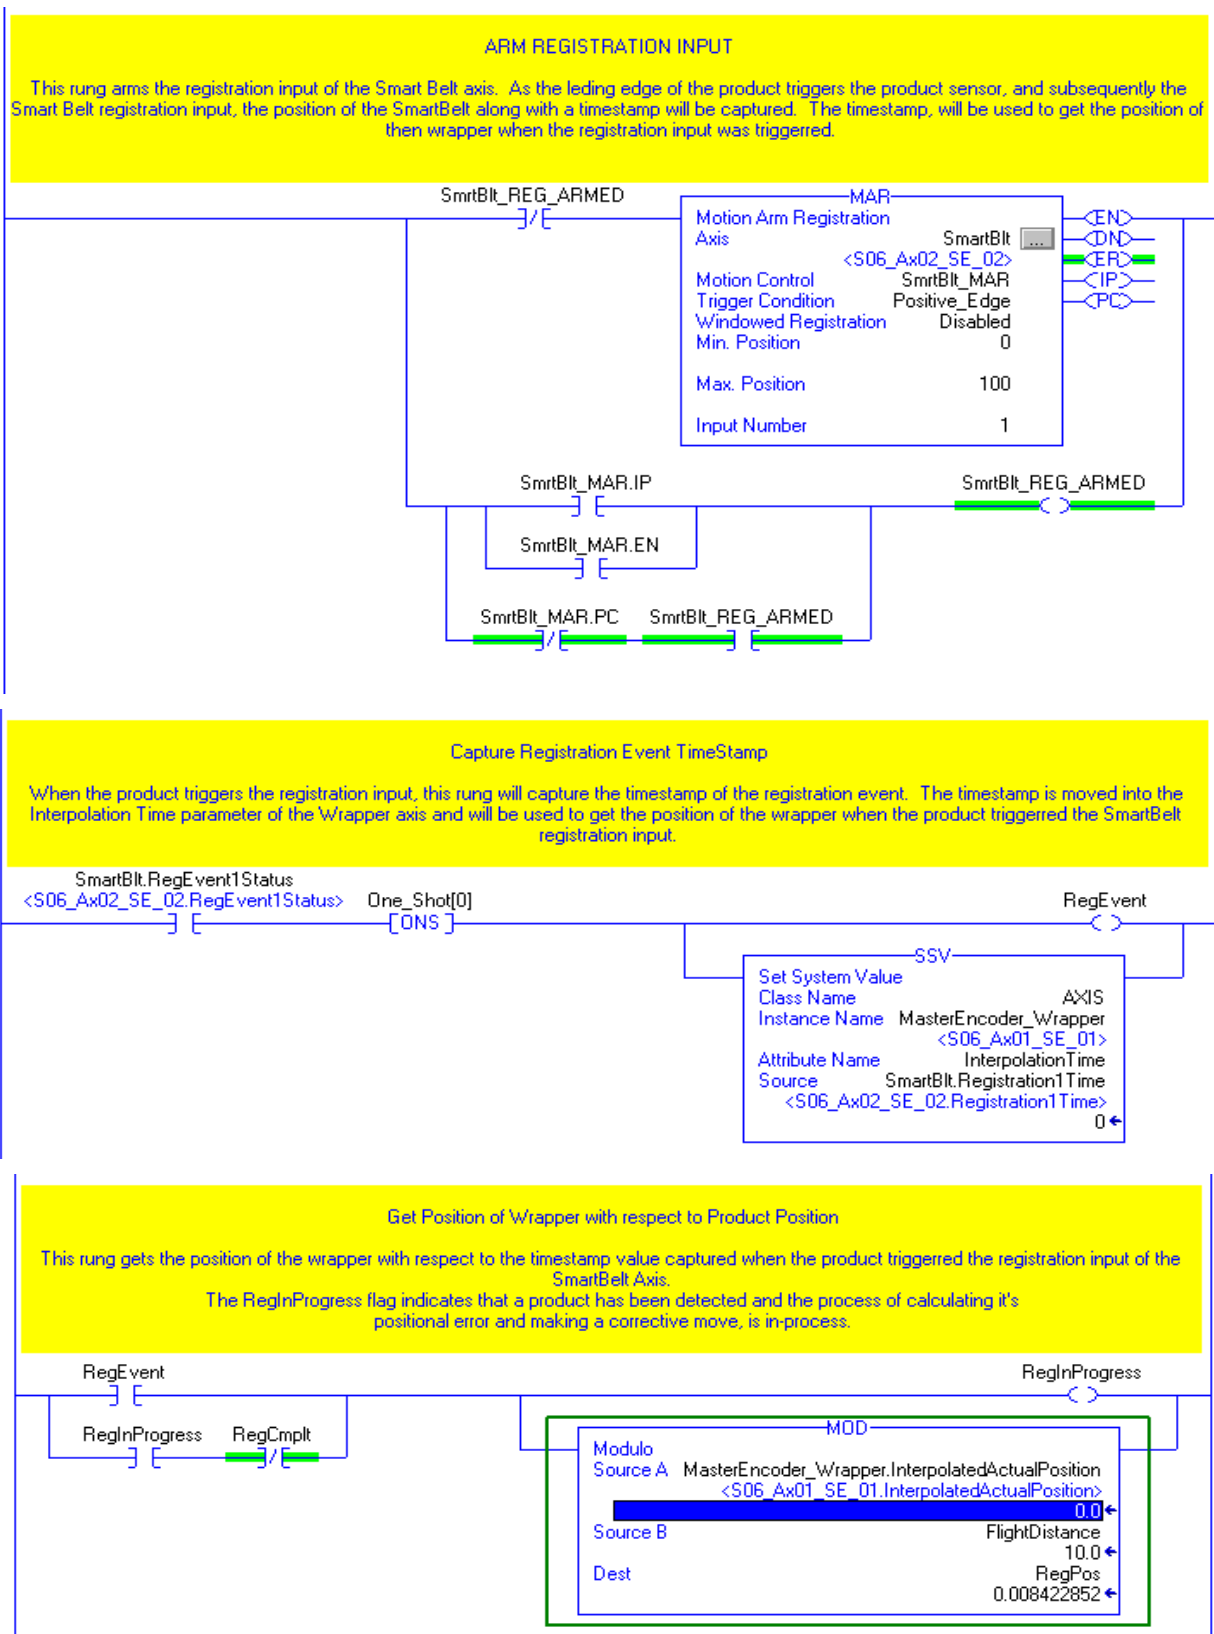 ARM REGISTRATION INPUT
This rung arms the registration input of the Smart Belt axis.  As the leding edge of the product triggers the product sensor, and subsequently the
Smart Belt registration input, the position of the SmartBelt along with a timestamp will be captured.  The timestamp, will be used to get the position of
then wrapper when the registration input was triggerred.
SmrtBlt_REG_ARMED
MAR
Motion Arm Registration
Axis SmartBlt ...
<S06_Ax02_SE_02>
Motion Control SmrtBlt_MAR
Trigger Condition Positive_Edge
Windowed Registration Disabled
Min. Position 0
Max. Position 100
Input Number 1
EN
DN
ER
IP
PC
SmrtBlt_MAR.IP
SmrtBlt_REG_ARMED
SmrtBlt_MAR.EN
SmrtBlt_MAR.PC SmrtBlt_REG_ARMED
Capture Registration Event TimeStamp
When the product triggers the registration input, this rung will capture the timestamp of the registration event.  The timestamp is moved into the
Interpolation Time parameter of the Wrapper axis and will be used to get the position of the wrapper when the product triggerred the SmartBelt
registration input.
SmartBlt.RegEvent1Status
<S06_Ax02_SE_02.RegEvent1Status> One_Shot[0] RegEvent
ONS
SSV
Set System Value
Class Name AXIS
Instance Name MasterEncoder_Wrapper
<S06_Ax01_SE_01>
Attribute Name InterpolationTime
Source SmartBlt.Registration1Time
<S06_Ax02_SE_02.Registration1Time>
0
Get Position of Wrapper with respect to Product Position
This rung gets the position of the wrapper with respect to the timestamp value captured when the product triggerred the registration input of the
SmartBelt Axis.
The RegInProgress flag indicates that a product has been detected and the process of calculating it's
positional error and making a corrective move, is in-process.
RegEvent RegInProgress
RegInProgress RegCmplt
MOD
Modulo
Source A MasterEncoder_Wrapper.InterpolatedActualPosition
<S06_Ax01_SE_01.InterpolatedActualPosition>
0.0
Source B FlightDistance
10.0
Dest RegPos
0.008422852